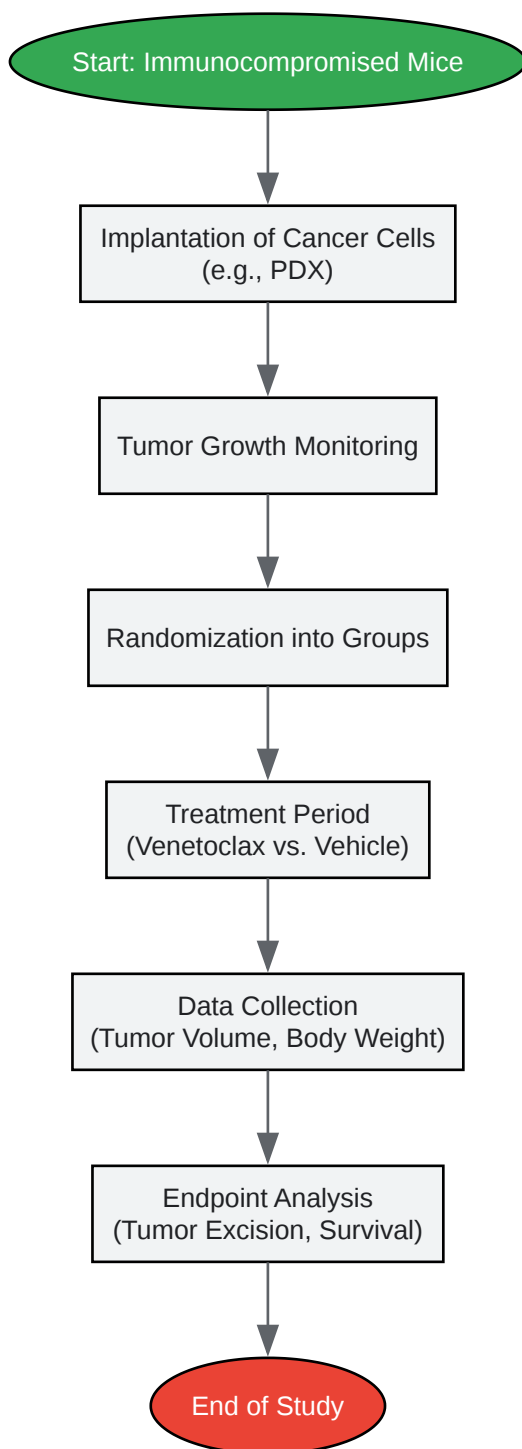 Start: Immunocompromised Mice
Implantation of Cancer Cells
(e.g., PDX)
Tumor Growth Monitoring
Randomization into Groups
Treatment Period
(Venetoclax vs. Vehicle)
Data Collection
(Tumor Volume, Body Weight)
Endpoint Analysis
(Tumor Excision, Survival)
End of Study